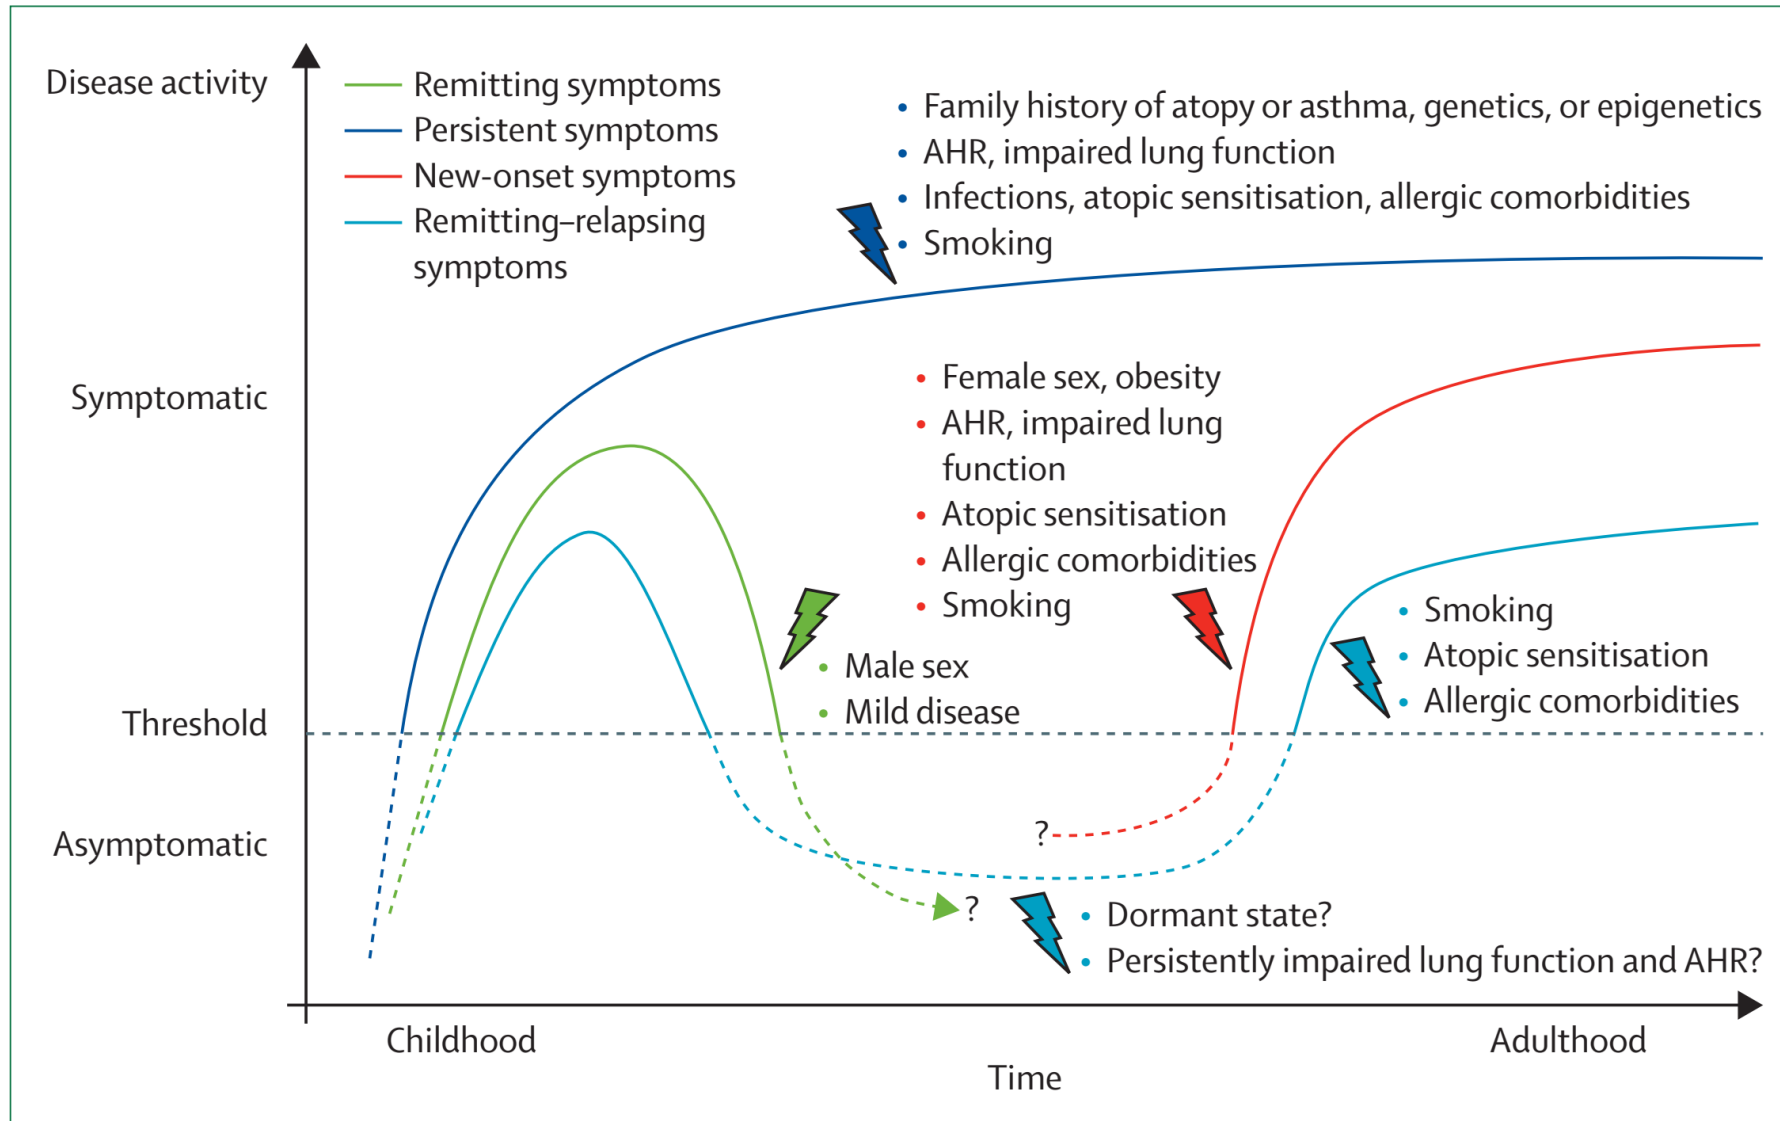 Disease activity
Remitting symptoms
Persistent symptoms
New-onset symptoms
Remitting–relapsing
symptoms
• Family history of atopy or asthma, genetics, or epigenetics
• AHR, impaired lung function
• Infections, atopic sensitisation, allergic comorbidities
• Smoking
Symptomatic
• Female sex, obesity
• AHR, impaired lung
function
• Atopic sensitisation
• Allergic comorbidities
• Smoking
• Male sex
• Mild disease
• Smoking
• Atopic sensitisation
• Allergic comorbidities
Threshold
Asymptomatic
?
?
• Dormant state?
• Persistently impaired lung function and AHR?
Childhood
Adulthood
Time